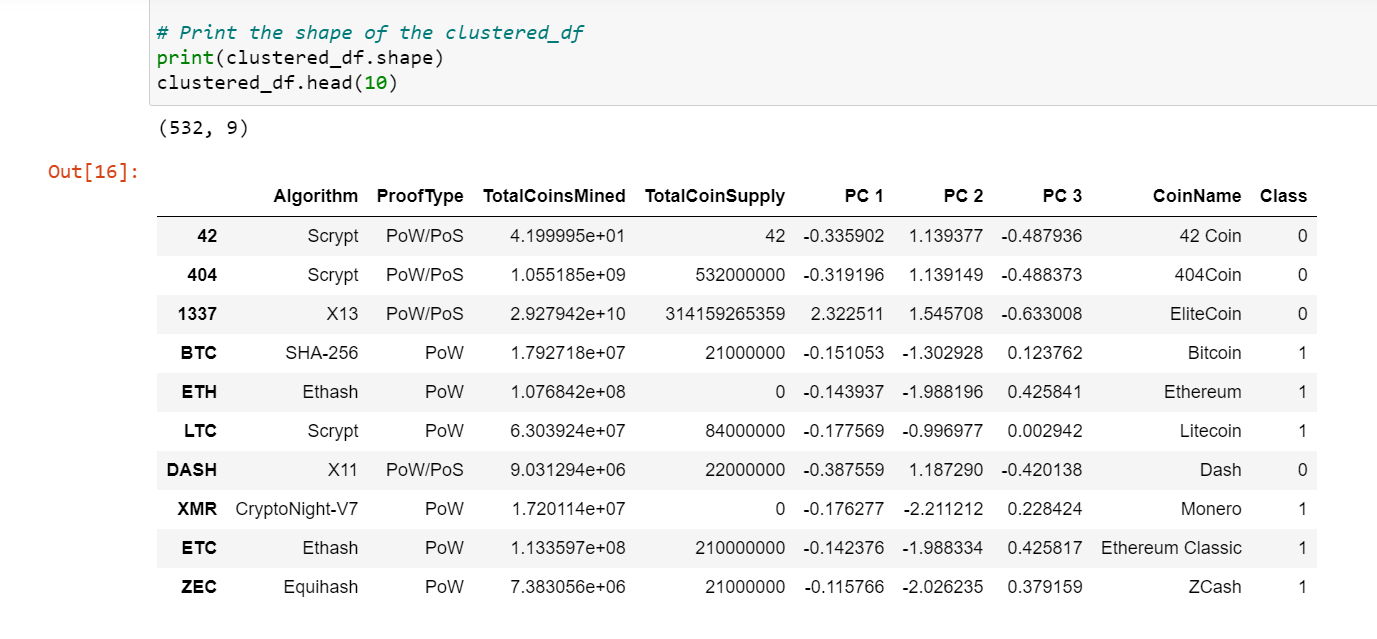 # Print the shape of the clustered_df
print(clustered_df.shape)
clustered_df.head(10)
(532, 9)
Out[16]:
Algorithm ProofType TotalCoinsMined TotalCoinSupply PC 1 PC 2 PC 3 CoinName Class
42 Scrypt PoW/PoS 4.199995e+01 42 -0.335902 1.139377 -0.487936 42 Coin 0
404 Scrypt PoW/PoS 1.055185e+09 532000000 -0.319196 1.139149 -0.488373 404Coin 0
1337 X13 PoW/PoS 2.927942e+10 314159265359 2.322511 1.545708 -0.633008 EliteCoin 0
BTC SHA-256 PoW 1.792718e+07 21000000 -0.151053 -1.302928 0.123762 Bitcoin 1
ETH Ethash PoW 1.076842e+08 0 -0.143937 -1.988196 0.425841 Ethereum 1
LTC Scrypt PoW 6.303924e+07 84000000 -0.177569 -0.996977 0.002942 Litecoin 1
DASH X11 PoW/PoS 9.031294e+06 22000000 -0.387559 1.187290 -0.420138 Dash 0
XMR CryptoNight-V7 PoW 1.720114e+07 0 -0.176277 -2.211212 0.228424 Monero 1
ETC Ethash PoW 1.133597e+08 210000000 -0.142376 -1.988334 0.425817 Ethereum Classic 1
ZEC Equihash PoW 7.383056e+06 21000000 -0.115766 -2.026235 0.379159 ZCash 1